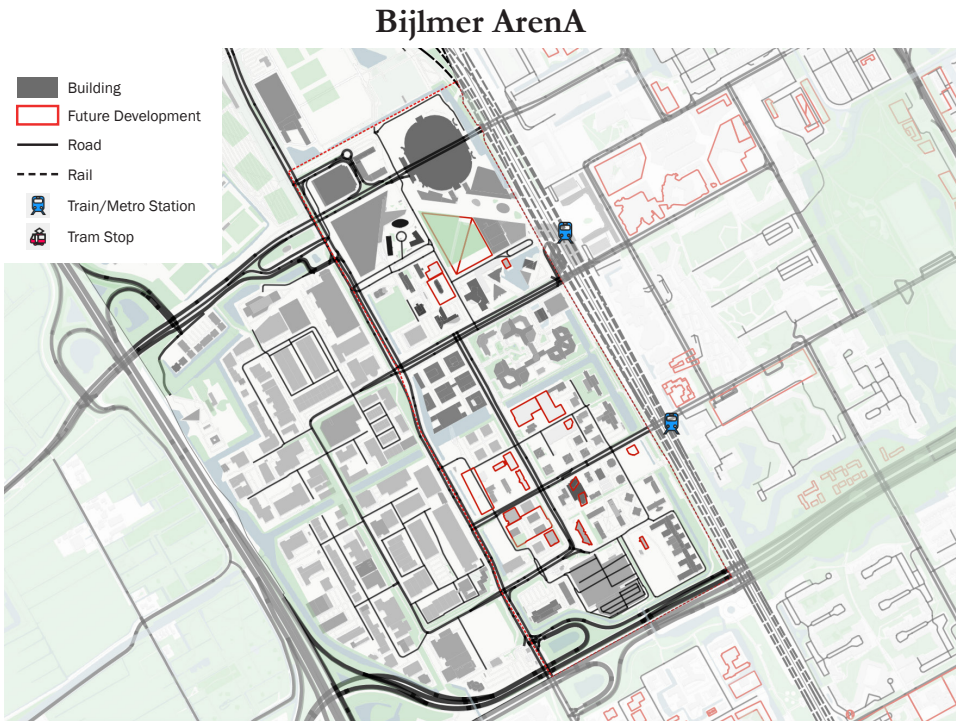 Bijlmer ArenA
Building
Future Development
Road
Rail
Train/Metro Station
Tram Stop